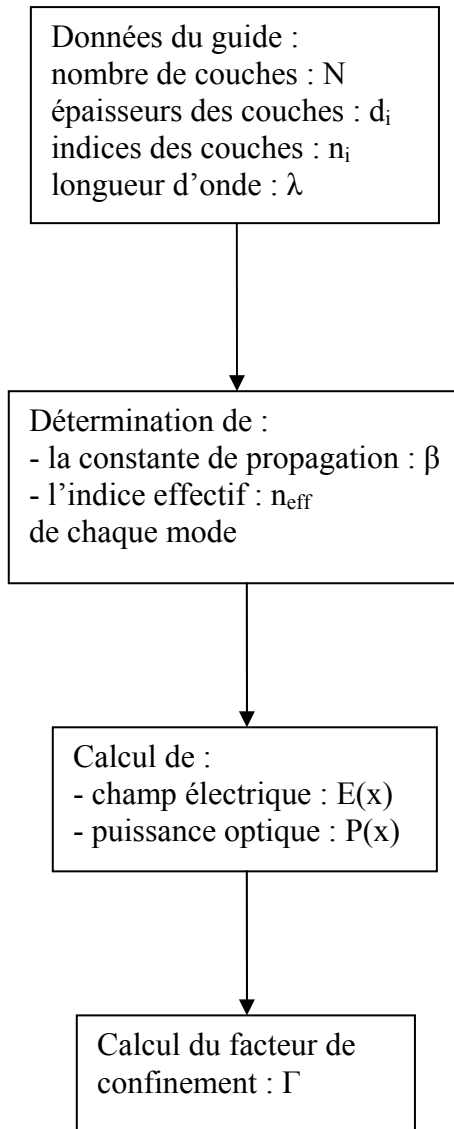 Données du guide :
nombre de couches : N
épaisseurs des couches : dᵢ
indices des couches : nᵢ
longueur d’onde : λ
Détermination de :
- la constante de propagation : β
- l’indice effectif : nₑff
de chaque mode
Calcul de :
- champ électrique : E(x)
- puissance optique : P(x)
Calcul du facteur de
confinement : Γ